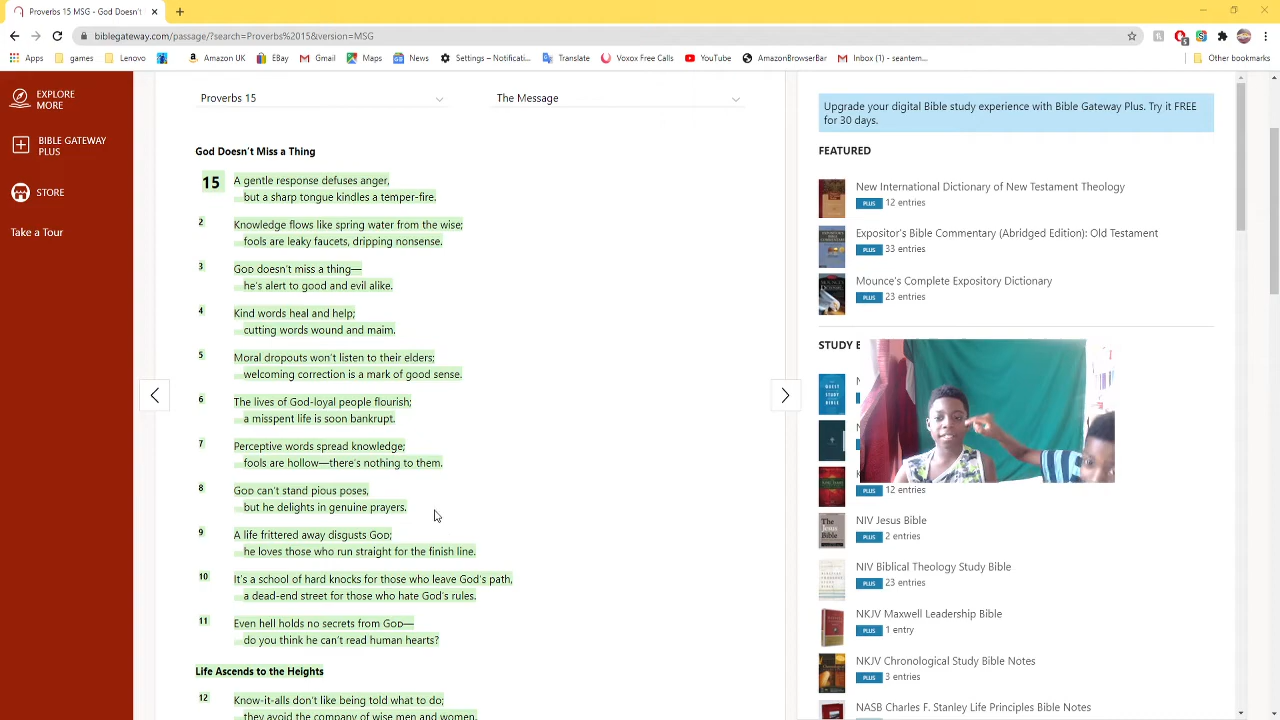 Proverbs 15 MSG - God Doesn't
biblegateway.com/passage/?search=Proverbs%2015&version=MSG
Apps games Lenovo Amazon UK EBay Gmail Maps News Settings – Notificati... Translate Voxox Free Calls YouTube AmazonBrowserBar Inbox (1) - seantem... Other bookmarks
EXPLORE
MORE
BIBLE GATEWAY
PLUS
STORE
Take a Tour
Proverbs 15
The Message
God Doesn't Miss a Thing
15 A gentle response defuses anger,
but a sharp tongue kindles a temper-fire.
2 Knowledge flows like spring water from the wise;
fools are leaky faucets, dripping nonsense.
3 God doesn't miss a thing—
he's alert to good and evil alike.
4 Kind words heal and help;
cutting words wound and maim.
5 Moral dropouts won't listen to their elders;
welcoming correction is a mark of good sense.
6 The lives of God-loyal people flourish;
a misspent life is soon bankrupt.
7 Perceptive words spread knowledge;
fools are hollow—there's nothing to them.
8 God can't stand pious poses,
but he delights in genuine prayers.
9 A life frittered away disgusts God;
he loves those who run straight for the finish line.
10 It's a school of hard knocks for those who leave God's path,
a dead-end street for those who hate God's rules.
11 Even hell holds no secrets from God—
do you think he can't read human hearts?
Life Ascends to the Heights
12 Know-it-alls don't like being told what to do;
Upgrade your digital Bible study experience with Bible Gateway Plus. Try it FREE
for 30 days.
FEATURED
New International Dictionary of New Testament Theology
PLUS 12 entries
Expositor's Bible Commentary (Abridged Edition): Old Testament
PLUS 33 entries
Mounce's Complete Expository Dictionary
PLUS 23 entries
STUDY
PLUS 12 entries
The
Jesus
Bible
NIV Jesus Bible
PLUS 2 entries
NIV Biblical Theology Study Bible
PLUS 23 entries
NKJV Maxwell Leadership Bible
PLUS 1 entry
NKJV Chronological Study Bible Notes
PLUS 3 entries
NASB Charles F. Stanley Life Principles Bible Notes